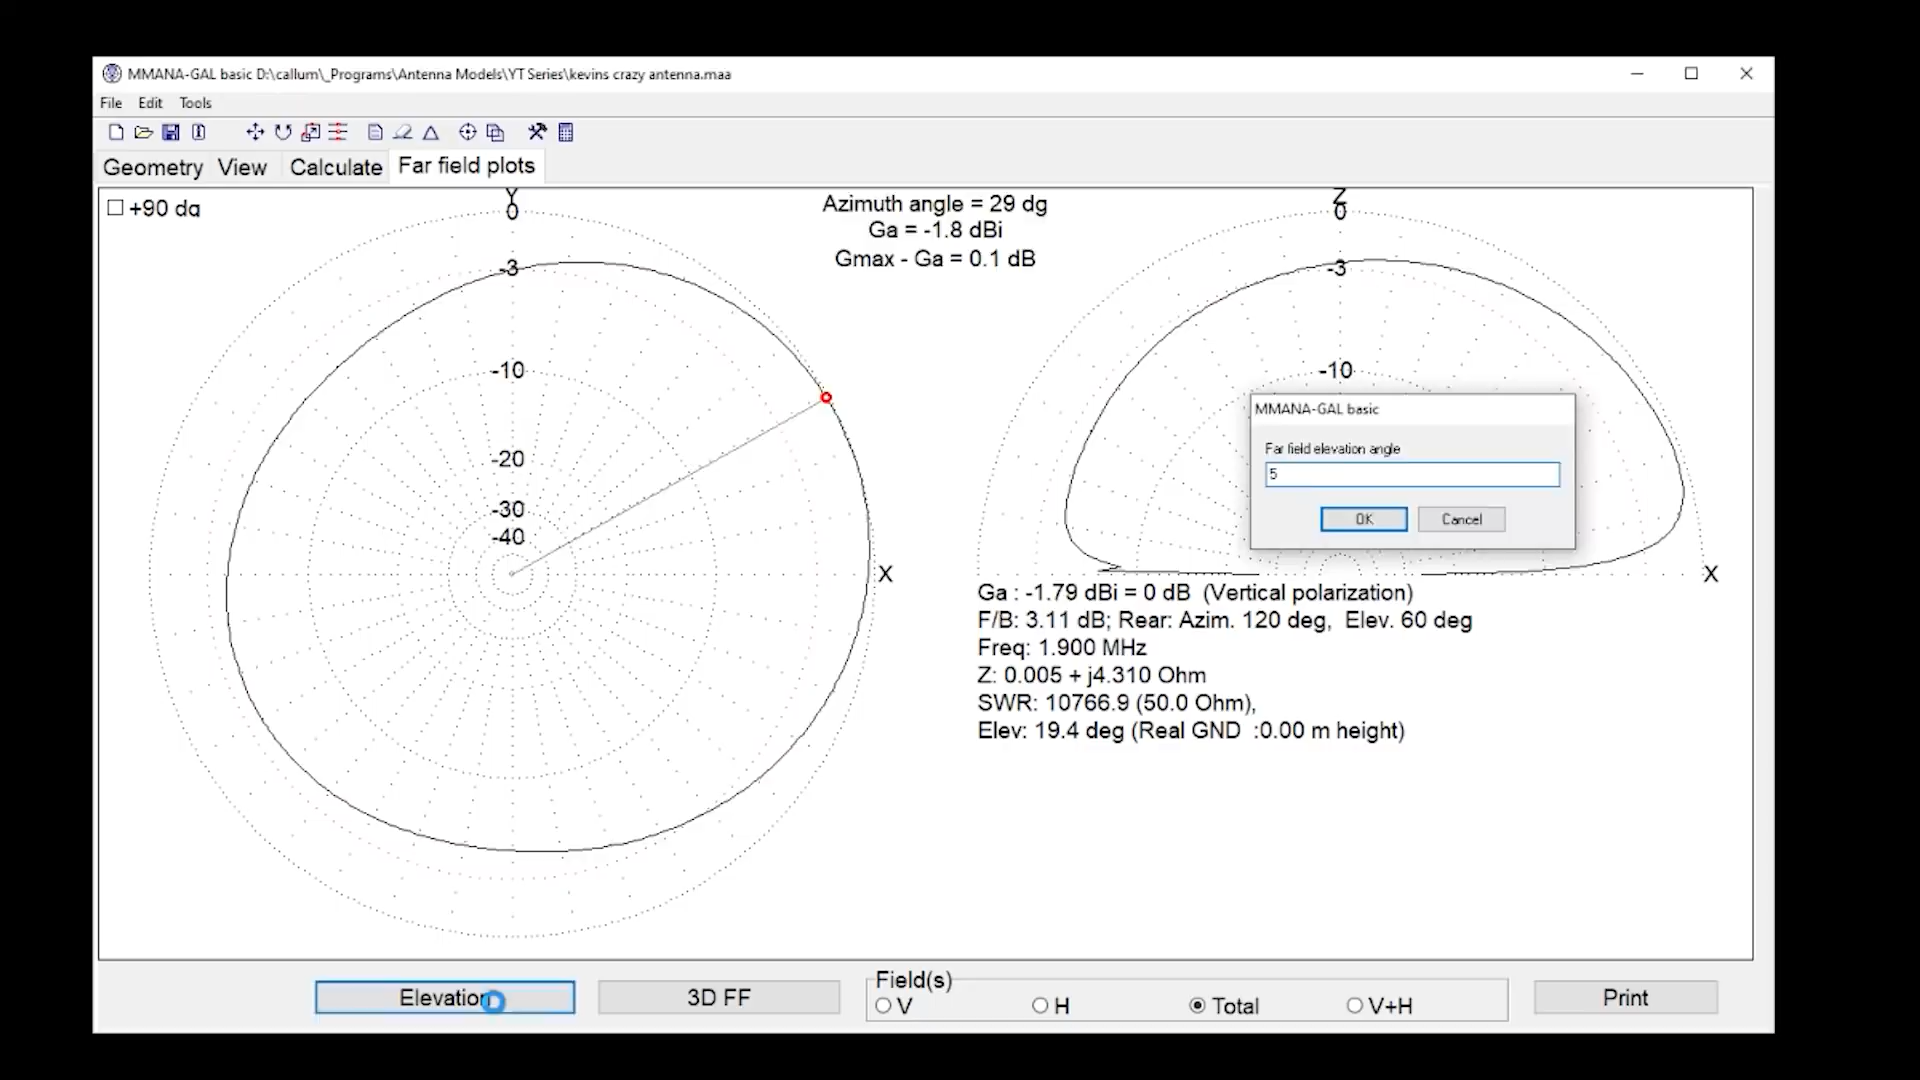 MMANA-GAL basic D:\callum\_Programs\Antenna Models\YT Series\kevins crazy antenna.maa
File Edit Tools
Geometry View Calculate Far field plots
+90 dg
Y
0
-3
-10
-20
-30
-40
X
Azimuth angle = 29 dg
Ga = -1.8 dBi
Gmax - Ga = 0.1 dB
Z
0
-3
-10
X
MMANA-GAL basic
Far field elevation angle
5
OK Cancel
Ga : -1.79 dBi = 0 dB (Vertical polarization)
F/B: 3.11 dB; Rear: Azim. 120 deg, Elev. 60 deg
Freq: 1.900 MHz
Z: 0.005 + j4.310 Ohm
SWR: 10766.9 (50.0 Ohm),
Elev: 19.4 deg (Real GND :0.00 m height)
Elevation 3D FF
Field(s)
V H Total V+H
Print